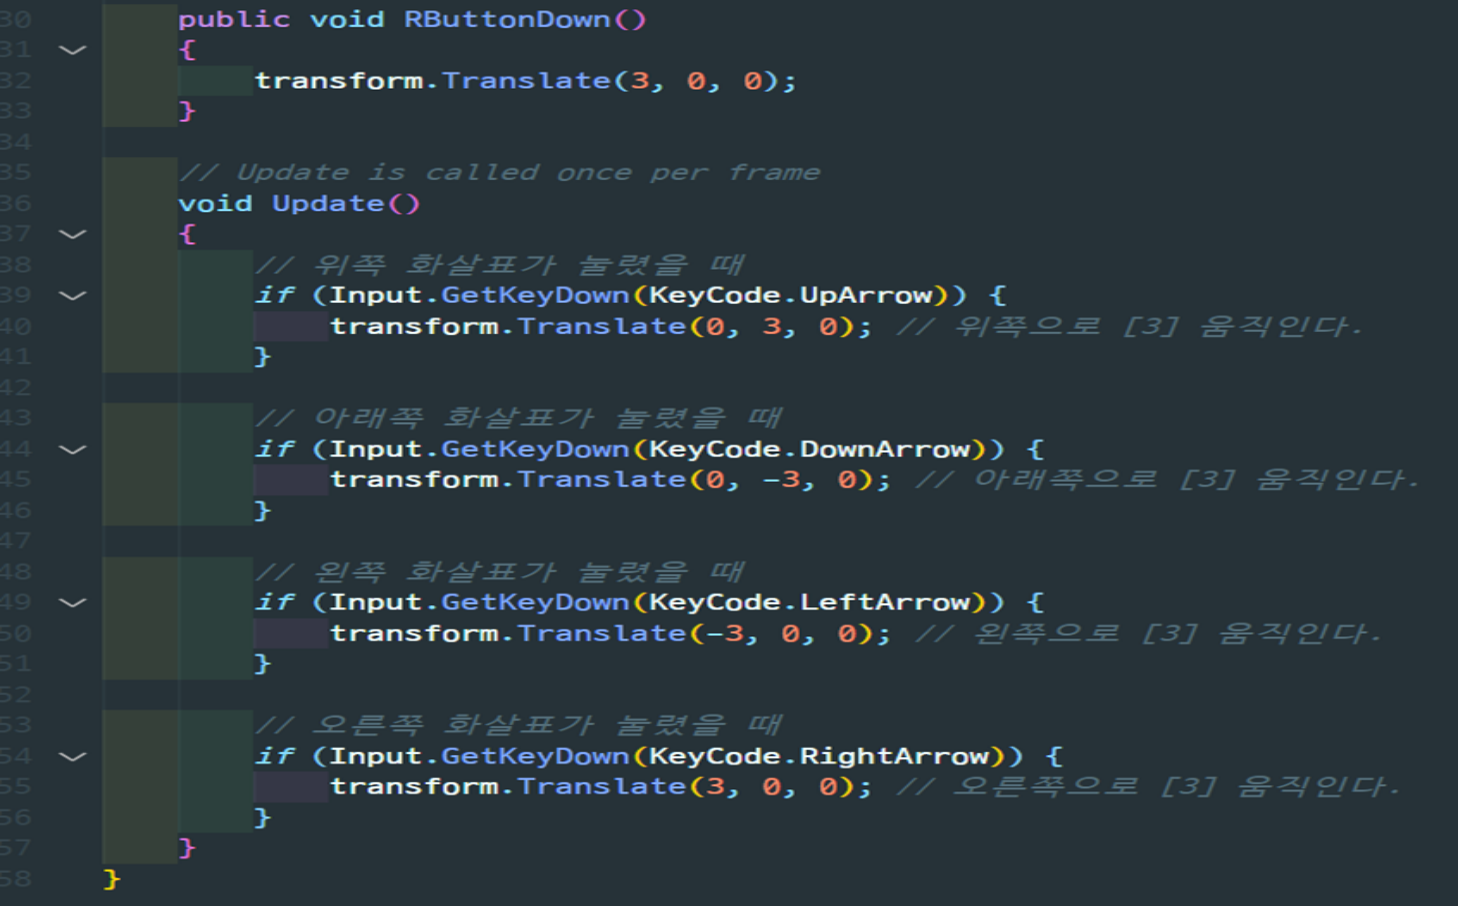 30 public void RButtonDown()
31 {
32 transform.Translate(3, 0, 0);
33 }
34
35 // Update is called once per frame
36 void Update()
37 {
38 // 위쪽 화살표가 눌렸을 때
39 if (Input.GetKeyDown(KeyCode.UpArrow)) {
40 transform.Translate(0, 3, 0); // 위쪽으로 [3] 움직인다.
41 }
42
43 // 아래쪽 화살표가 눌렸을 때
44 if (Input.GetKeyDown(KeyCode.DownArrow)) {
45 transform.Translate(0, -3, 0); // 아래쪽으로 [3] 움직인다.
46 }
47
48 // 왼쪽 화살표가 눌렸을 때
49 if (Input.GetKeyDown(KeyCode.LeftArrow)) {
50 transform.Translate(-3, 0, 0); // 왼쪽으로 [3] 움직인다.
51 }
52
53 // 오른쪽 화살표가 눌렸을 때
54 if (Input.GetKeyDown(KeyCode.RightArrow)) {
55 transform.Translate(3, 0, 0); // 오른쪽으로 [3] 움직인다.
56 }
57 }
58 }